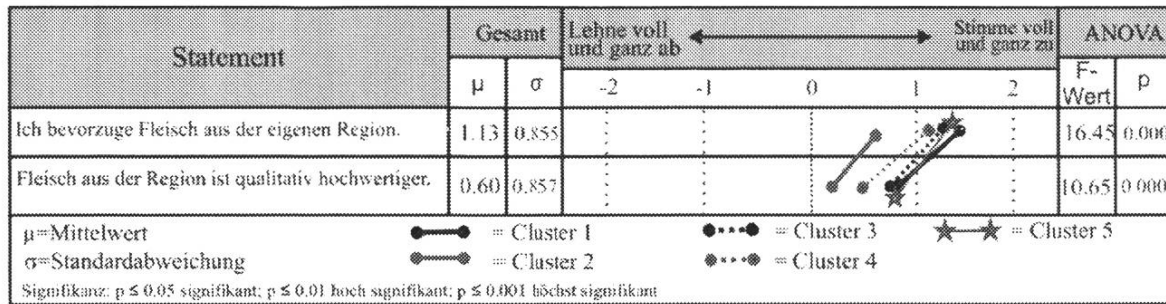 Statement
Gesamt
Lehne voll und ganz ab
Stimme voll und ganz zu
ANOVA
μ σ -2 -1 0 1 2 F-Wert p
Ich bevorzuge Fleisch aus der eigenen Region. 1.13 0.855 16.45 0.000
Fleisch aus der Region ist qualitativ hochwertiger. 0.60 0.857 10.65 0.000
μ=Mittelwert = Cluster 1 = Cluster 3 = Cluster 5
σ=Standardabweichung = Cluster 2 = Cluster 4
Signifikanz: p ≤ 0.05 signifikant; p ≤ 0.01 hoch signifikant; p ≤ 0.001 höchst signifikant